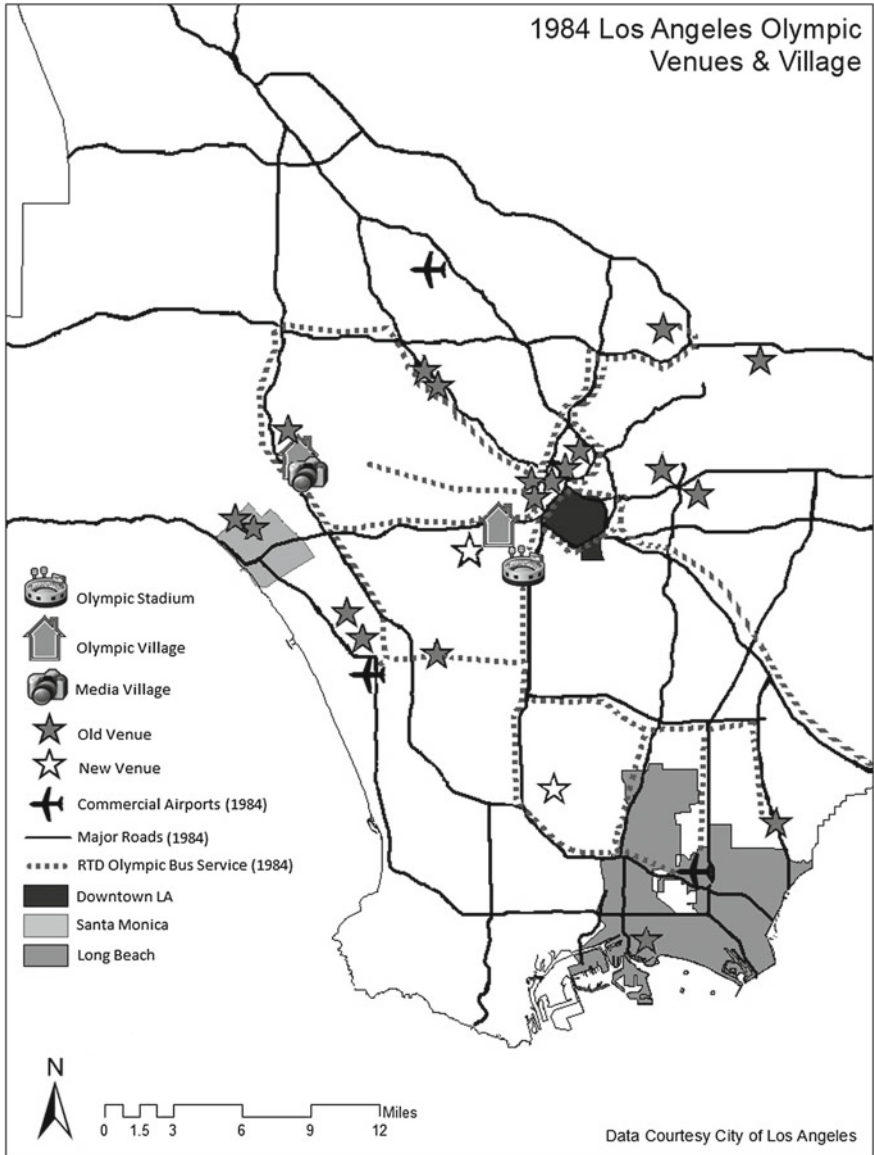 1984 Los Angeles Olympic
Venues & Village
Olympic Stadium
Olympic Village
Media Village
Old Venue
New Venue
Commercial Airports (1984)
Major Roads (1984)
RTD Olympic Bus Service (1984)
Downtown LA
Santa Monica
Long Beach
N
Miles
0 1.5 3 6 9 12
Data Courtesy City of Los Angeles